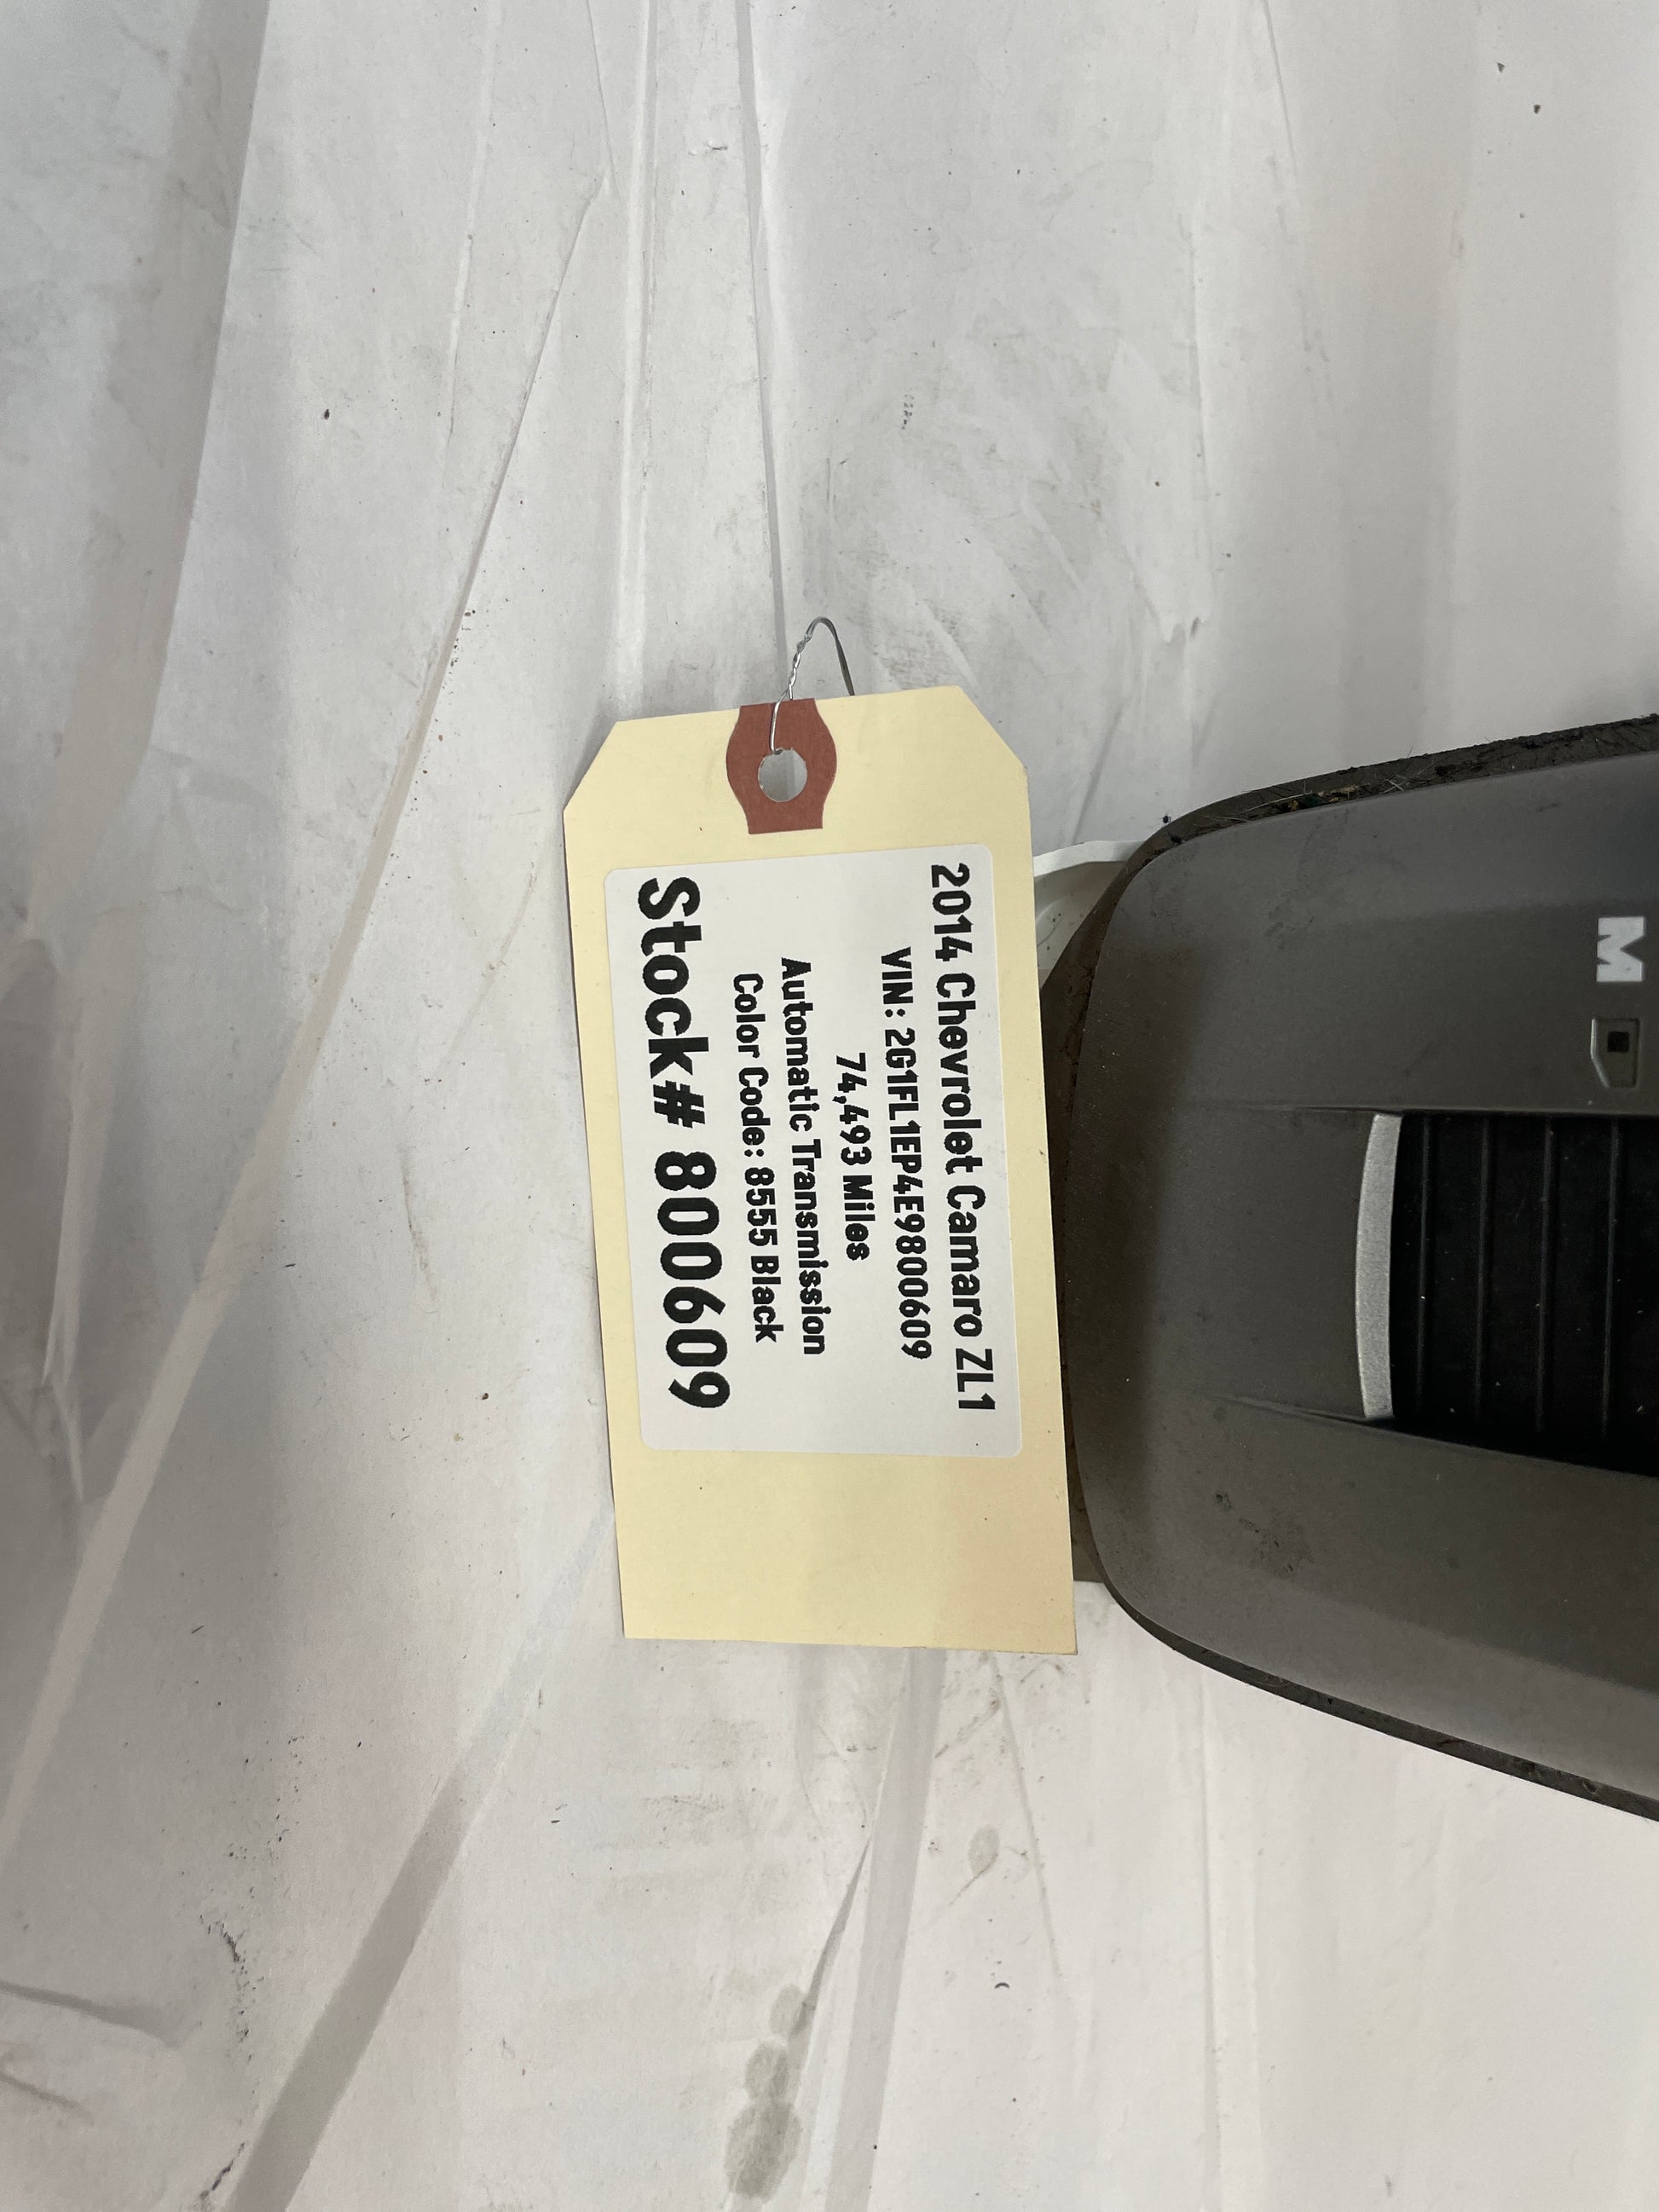 2014 Chevrolet Camaro ZL1
VIN: 2G1FL1EP4E9800609
74,493 Miles
Automatic Transmission
Color Code: 8555 Black
Stock# 800609
M